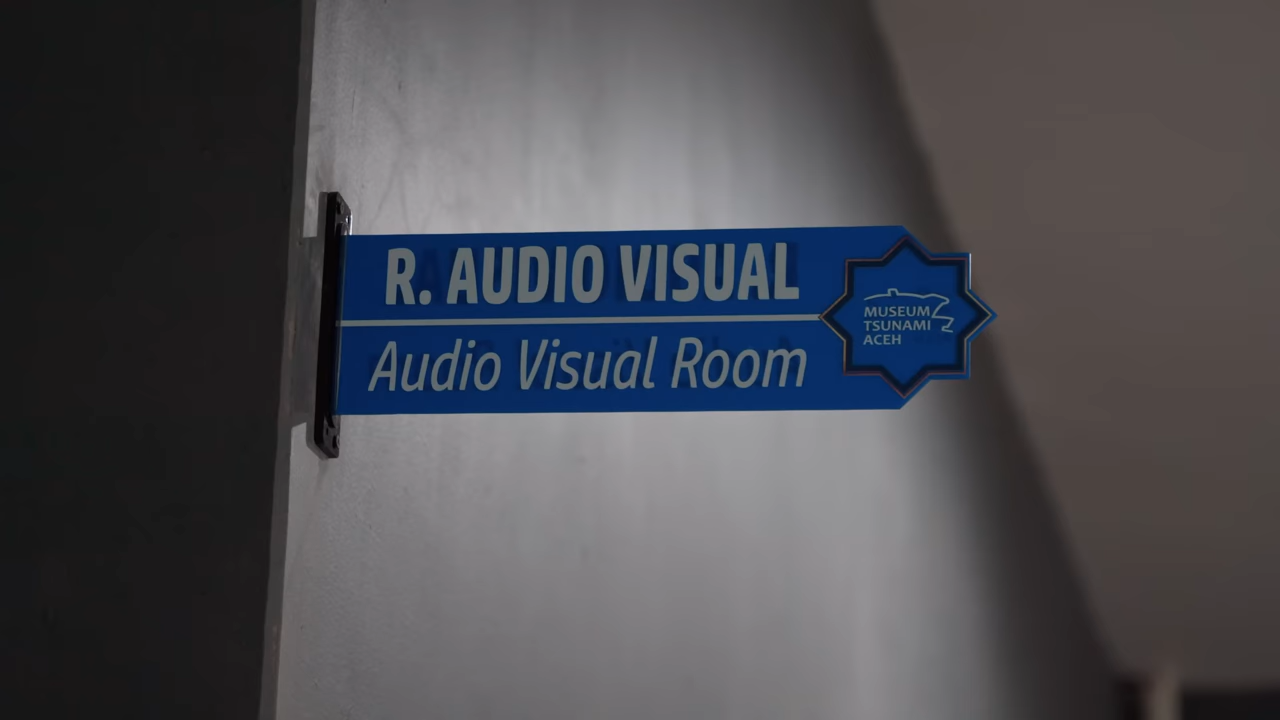 R. AUDIO VISUAL
Audio Visual Room
MUSEUM
TSUNAMI
ACEH